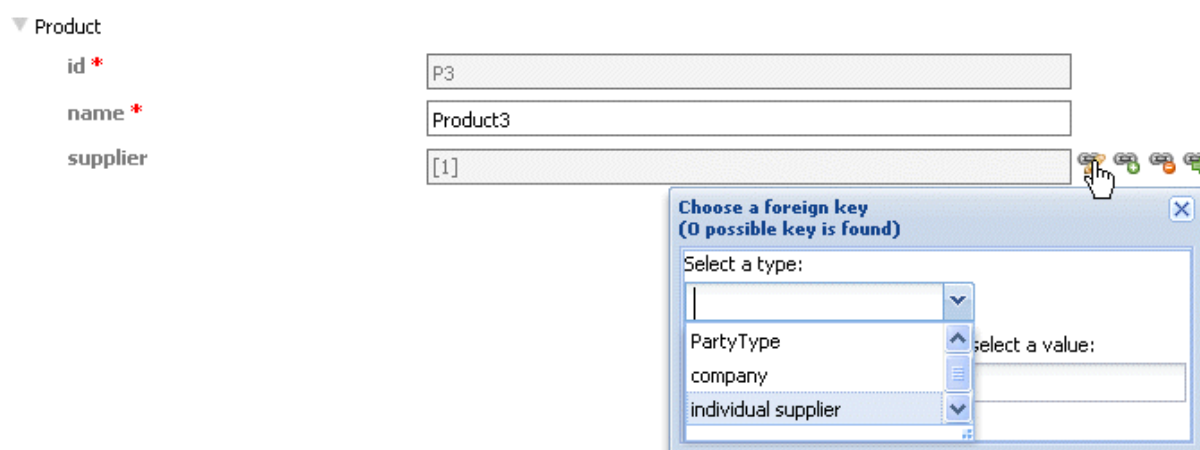 Product
id *
P3
name *
Product3
supplier
[1]
Choose a foreign key
(0 possible key is found)
Select a type:
PartyType
select a value:
company
individual supplier